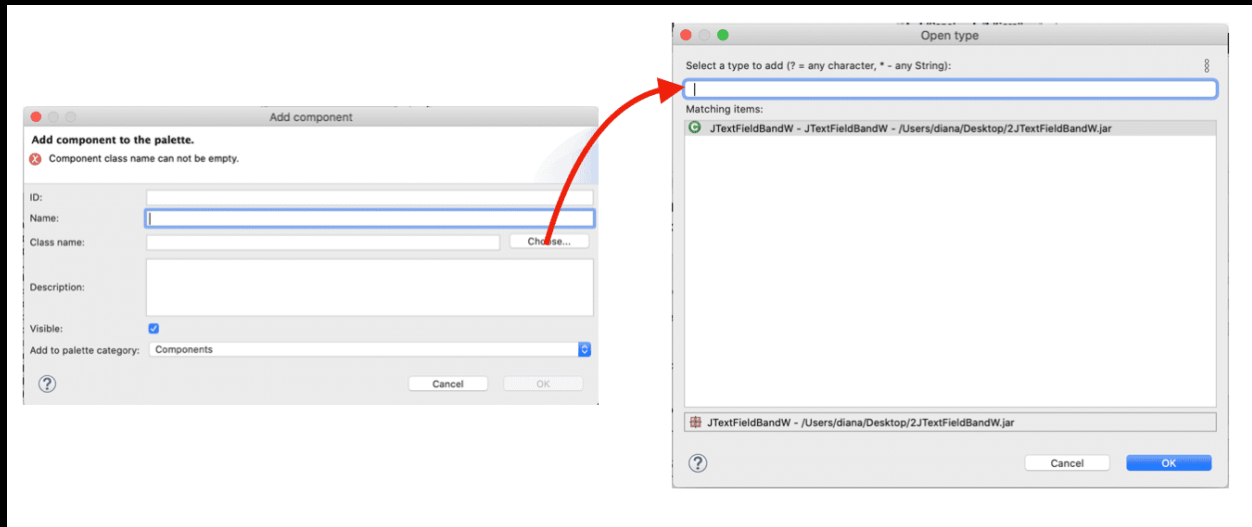 Add component
Add component to the palette.
Component class name can not be empty.
ID:
Name:
Class name:
Choose...
Description:
Visible:
Add to palette category: Components
Cancel
OK
Open type
Select a type to add (? = any character, * - any String):
Matching items:
JTextFieldBandW - JTextFieldBandW - /Users/diana/Desktop/2JTextFieldBandW.jar
JTextFieldBandW - /Users/diana/Desktop/2JTextFieldBandW.jar
Cancel
OK